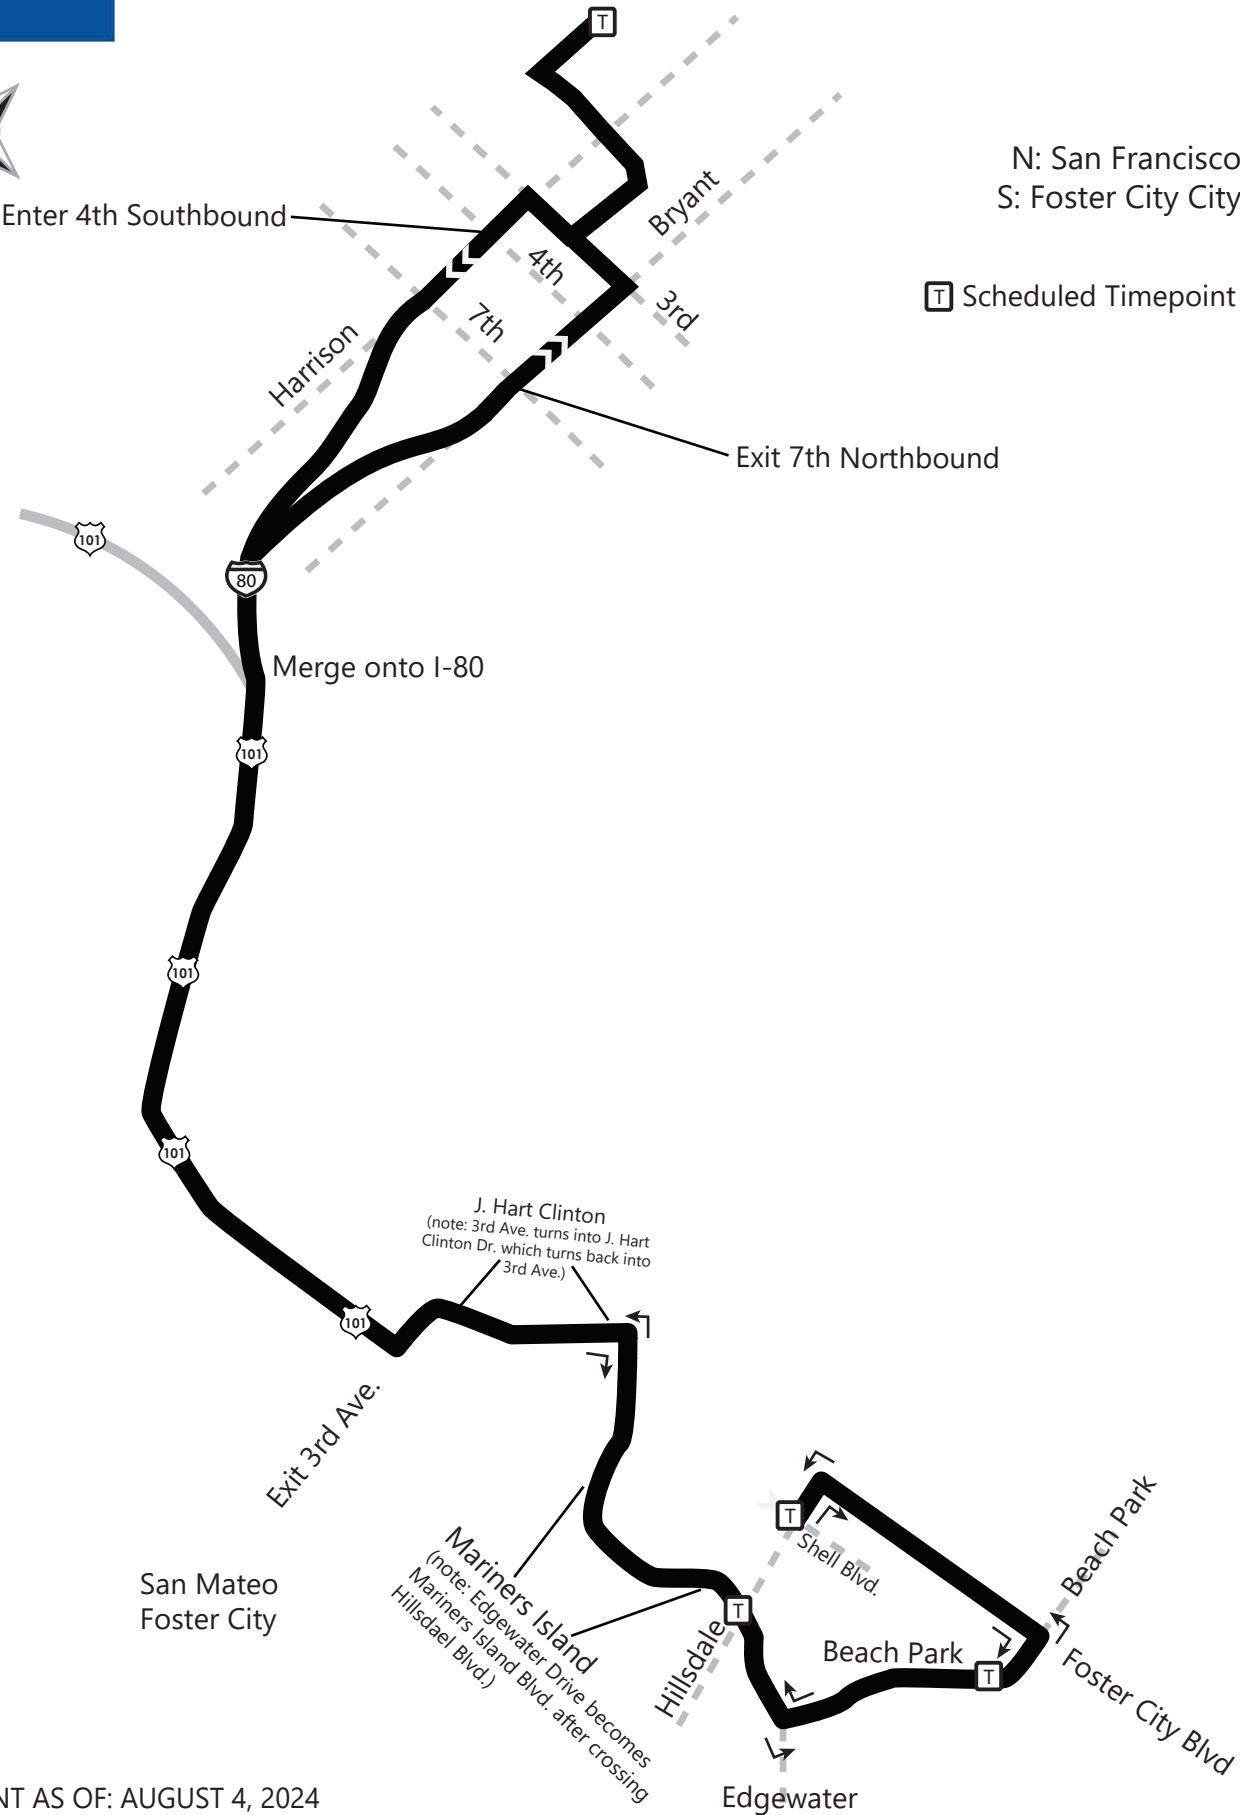 T
N: San Francisco
S: Foster City City
Enter 4th Southbound
Bryant
4th
T Scheduled Timepoint
3rd
7th
Harrison
Exit 7th Northbound
101
80
Merge onto I-80
101
101
101
J. Hart Clinton
(note: 3rd Ave. turns into J. Hart
Clinton Dr. which turns back into
3rd Ave.)
101
Exit 3rd Ave.
T
Shell Blvd.
Beach Park
San Mateo
Foster City
Mariners Island
(note: Edgewater Drive becomes
Mariners Island Blvd. after crossing
Hillsdael Blvd.)
T
Hillsdale
Beach Park
T
Foster City Blvd
Edgewater
NT AS OF: AUGUST 4, 2024